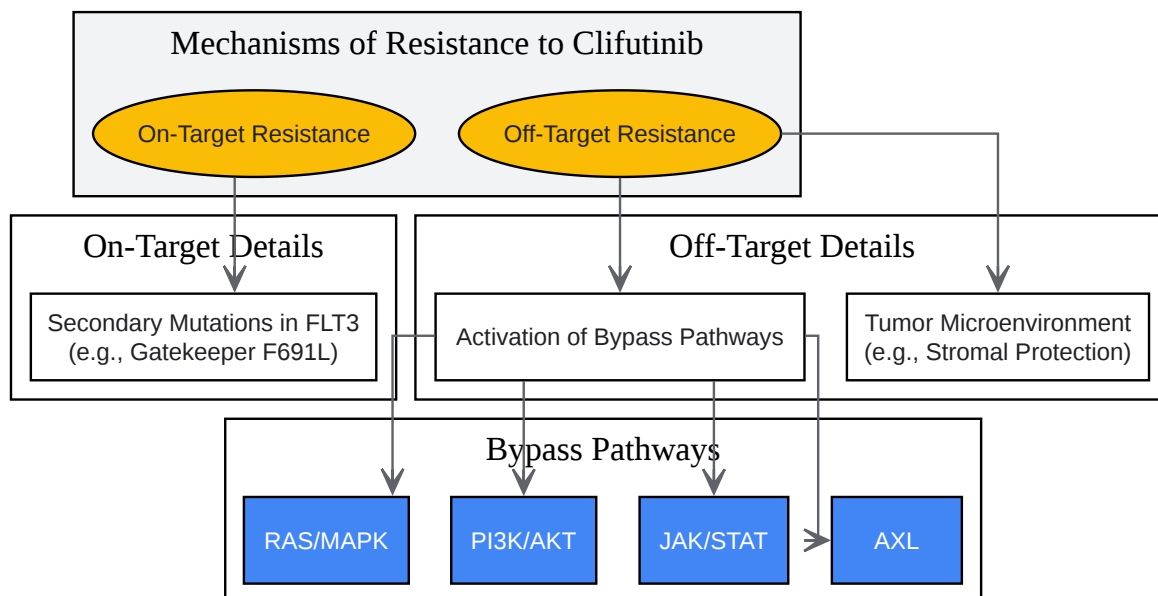 Mechanisms of Resistance to Clifutinib
On-Target Resistance
Off-Target Resistance
On-Target Details
Off-Target Details
Secondary Mutations in FLT3
(e.g., Gatekeeper F691L)
Activation of Bypass Pathways
Tumor Microenvironment
(e.g., Stromal Protection)
Bypass Pathways
RAS/MAPK
PI3K/AKT
JAK/STAT
AXL